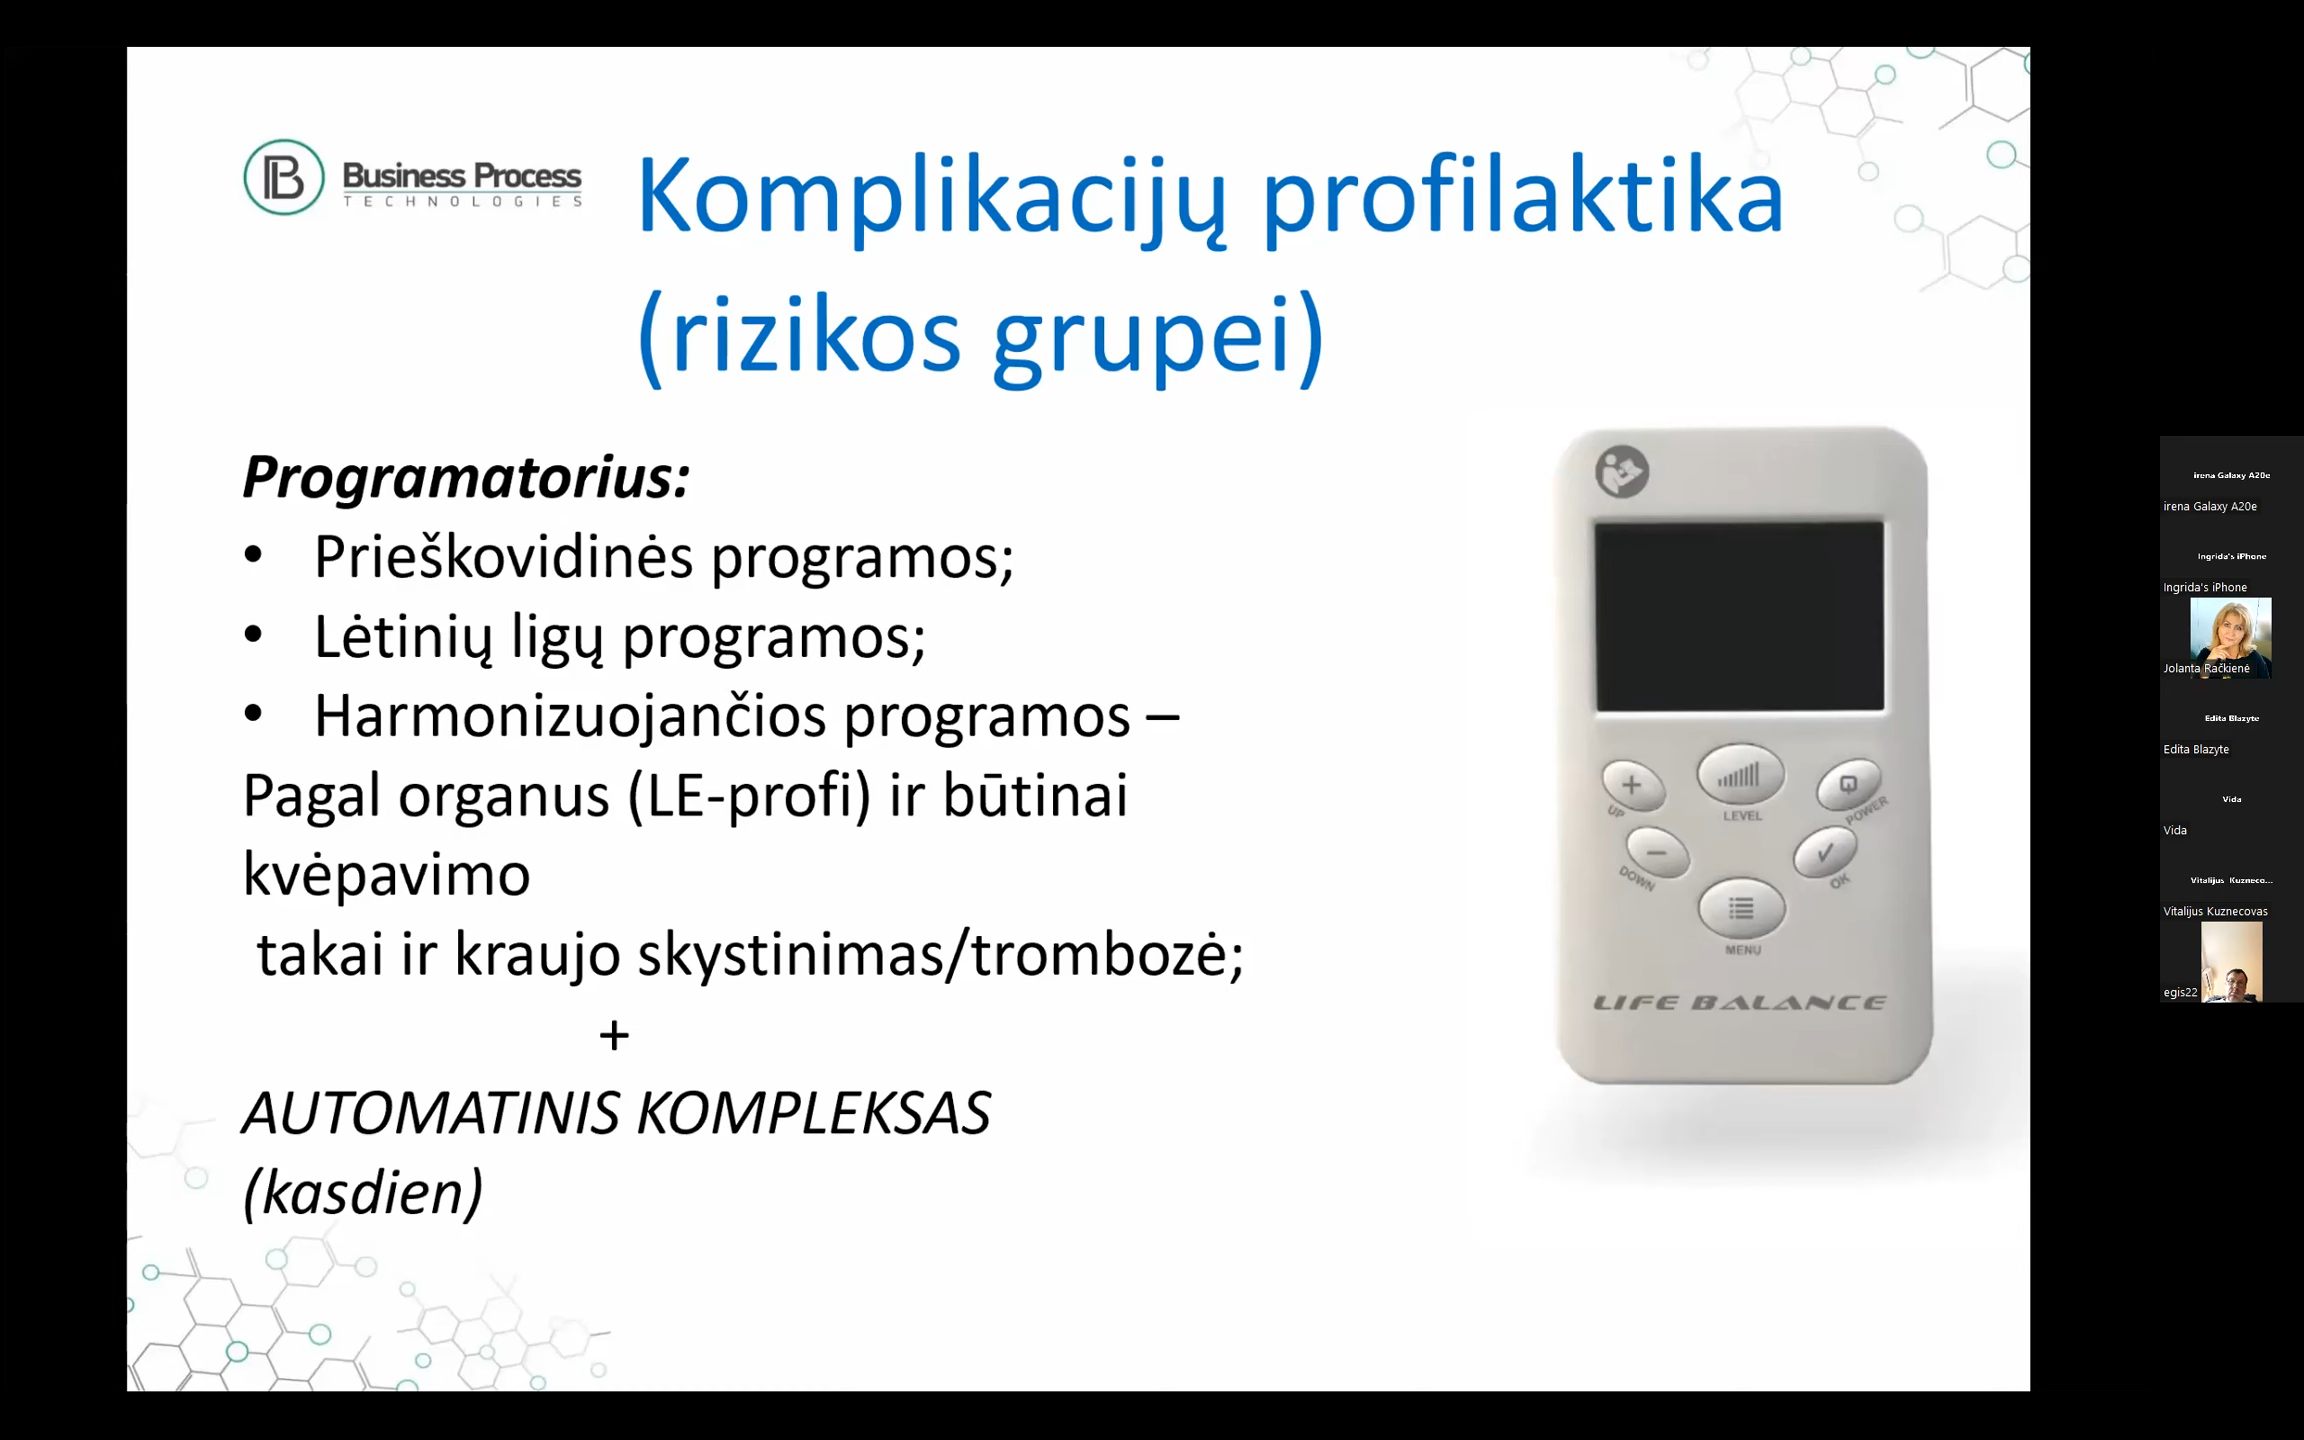 Business Process
TECHNOLOGIES
Komplikacijų profilaktika
(rizikos grupei)
Programatorius:
• Prieškovidinės programos;
• Lėtinių ligų programos;
• Harmonizuojančios programos –
Pagal organus (LE-profi) ir būtinai
kvėpavimo
takai ir kraujo skystinimas/trombozė;
+
AUTOMATINIS KOMPLEKSAS
(kasdien)
UP
LEVEL
POWER
DOWN
OK
MENU
LIFE BALANCE
irena Galaxy A20e
irena Galaxy A20e
Ingrida's iPhone
Ingrida's iPhone
Jolanta Račkienė
Edita Blazyte
Edita Blazyte
Vida
Vida
Vitalijus Kuzneco...
Vitalijus Kuznecovas
egis22